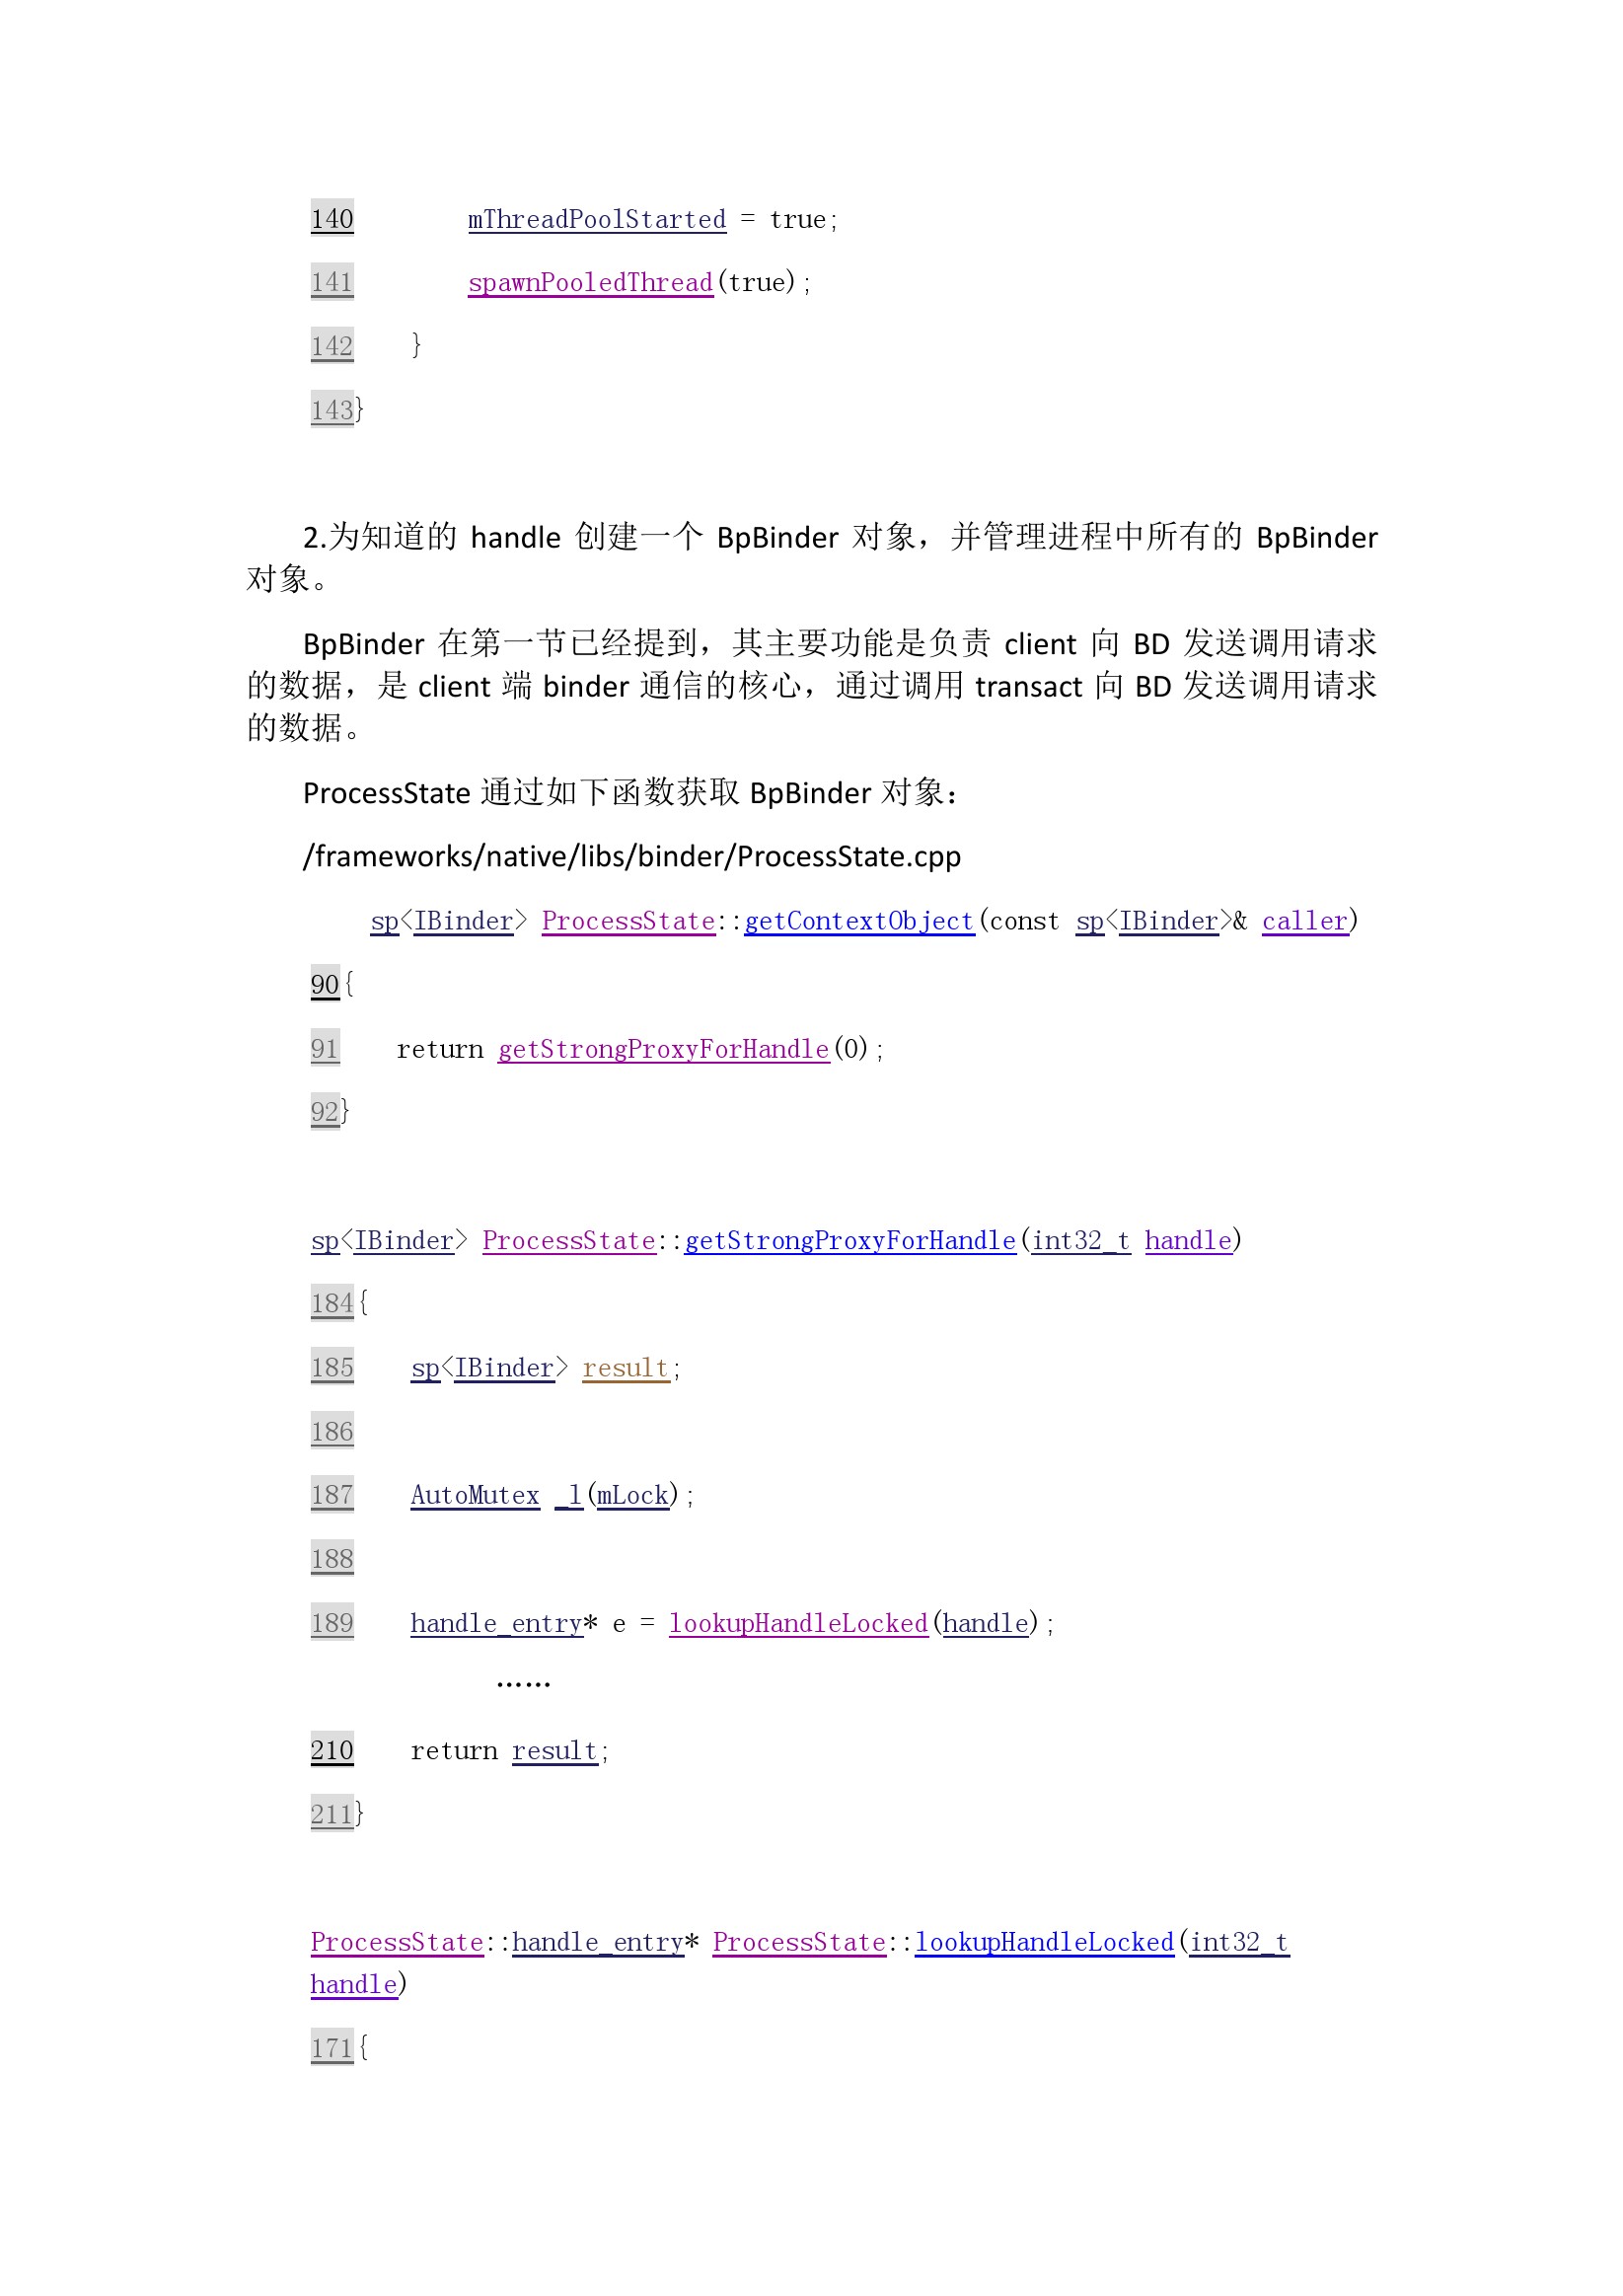 140        mThreadPoolStarted = true;
141        spawnPooledThread(true);
142    }
143}
2.为知道的 handle 创建一个 BpBinder 对象，并管理进程中所有的 BpBinder
对象。
BpBinder 在第一节已经提到，其主要功能是负责 client 向 BD 发送调用请求
的数据，是 client 端 binder 通信的核心，通过调用 transact 向 BD 发送调用请求
的数据。
ProcessState 通过如下函数获取 BpBinder 对象：
/frameworks/native/libs/binder/ProcessState.cpp
sp<IBinder> ProcessState::getContextObject(const sp<IBinder>& caller)
90{
91    return getStrongProxyForHandle(0);
92}
sp<IBinder> ProcessState::getStrongProxyForHandle(int32_t handle)
184{
185    sp<IBinder> result;
186
187    AutoMutex _l(mLock);
188
189    handle_entry* e = lookupHandleLocked(handle);
……
210    return result;
211}
ProcessState::handle_entry* ProcessState::lookupHandleLocked(int32_t
handle)
171{